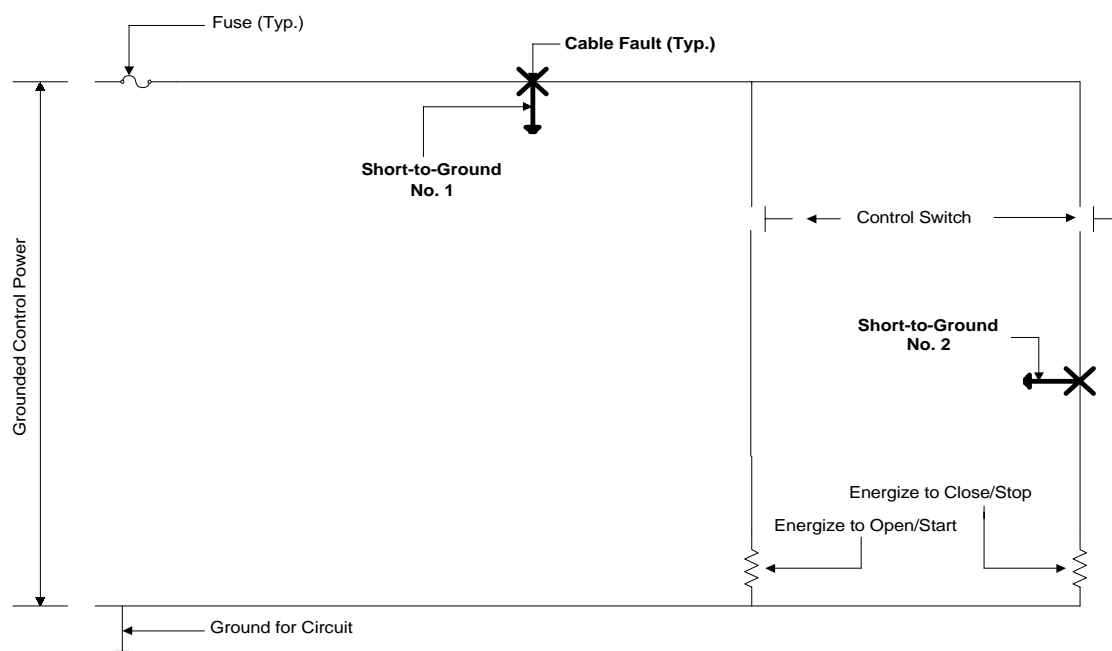 Fuse (Typ.)
Cable Fault (Typ.)
Short-to-Ground
No. 1
Control Switch
Grounded Control Power
Short-to-Ground
No. 2
Energize to Close/Stop
Energize to Open/Start
Ground for Circuit